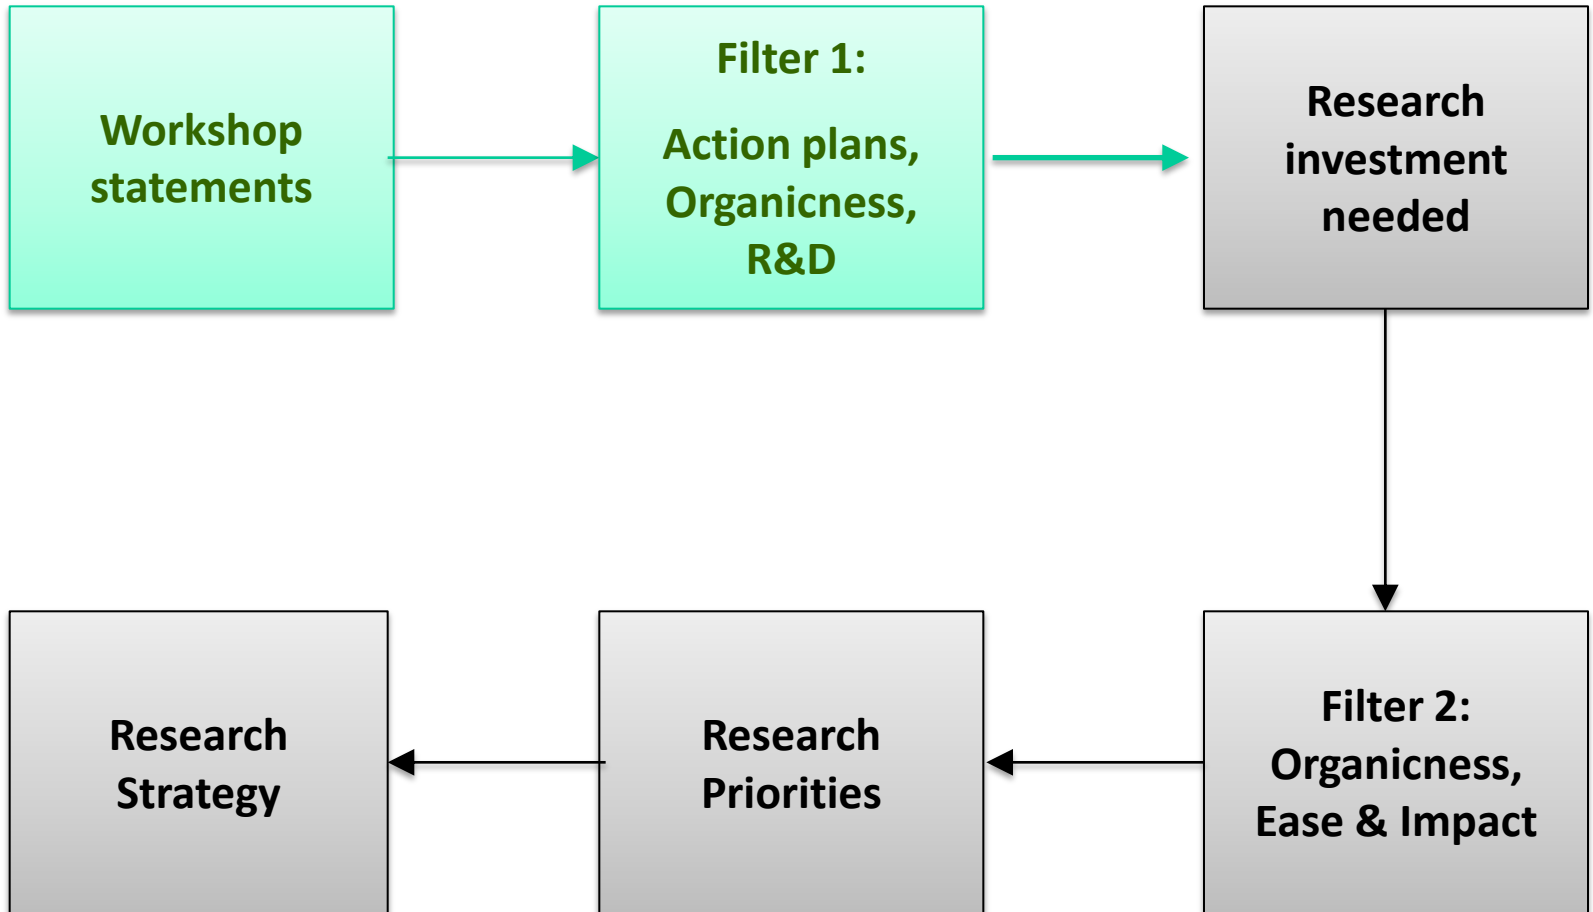 Workshop
statements
Filter 1:
Action plans,
Organicness,
R&D
Research
investment
needed
Filter 2:
Organicness,
Ease & Impact
Research
Priorities
Research
Strategy